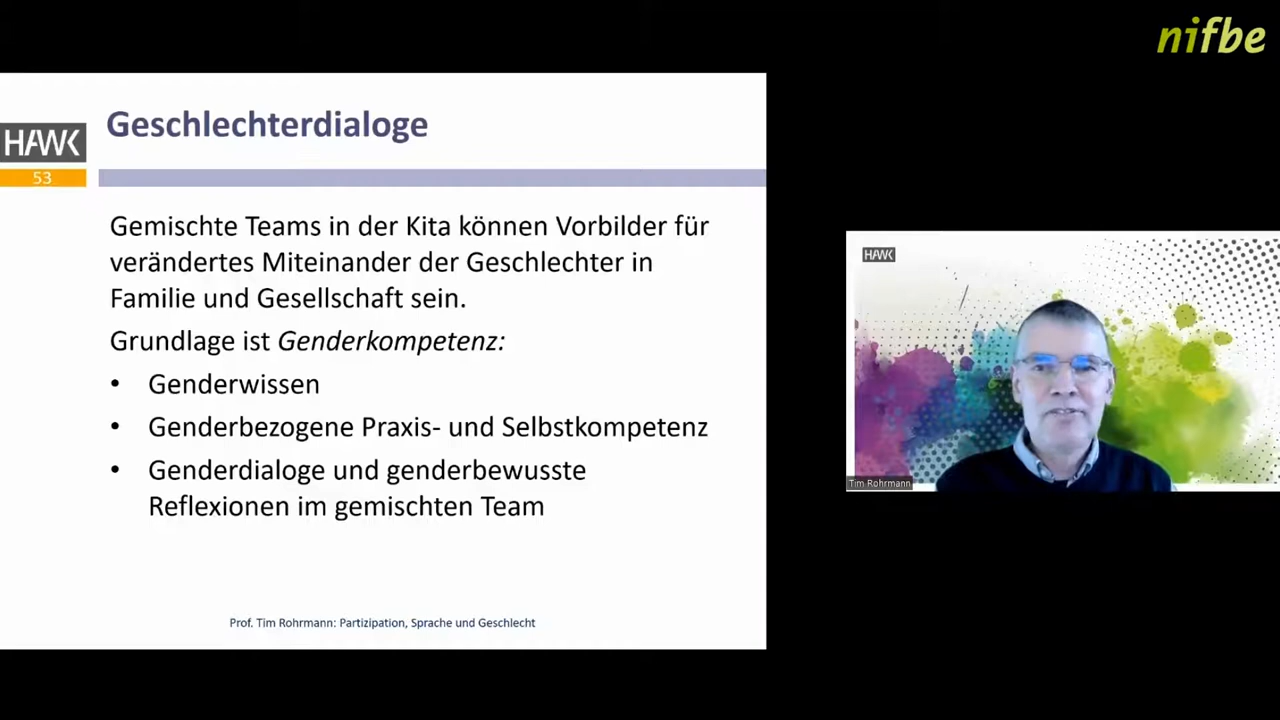 nifbe
HAWK
Geschlechterdialoge
53
Gemischte Teams in der Kita können Vorbilder für
verändertes Miteinander der Geschlechter in
Familie und Gesellschaft sein.
Grundlage ist Genderkompetenz:
• Genderwissen
• Genderbezogene Praxis- und Selbstkompetenz
• Genderdialoge und genderbewusste
Reflexionen im gemischten Team
Prof. Tim Rohrmann: Partizipation, Sprache und Geschlecht
HAWK
Tim Rohrmann